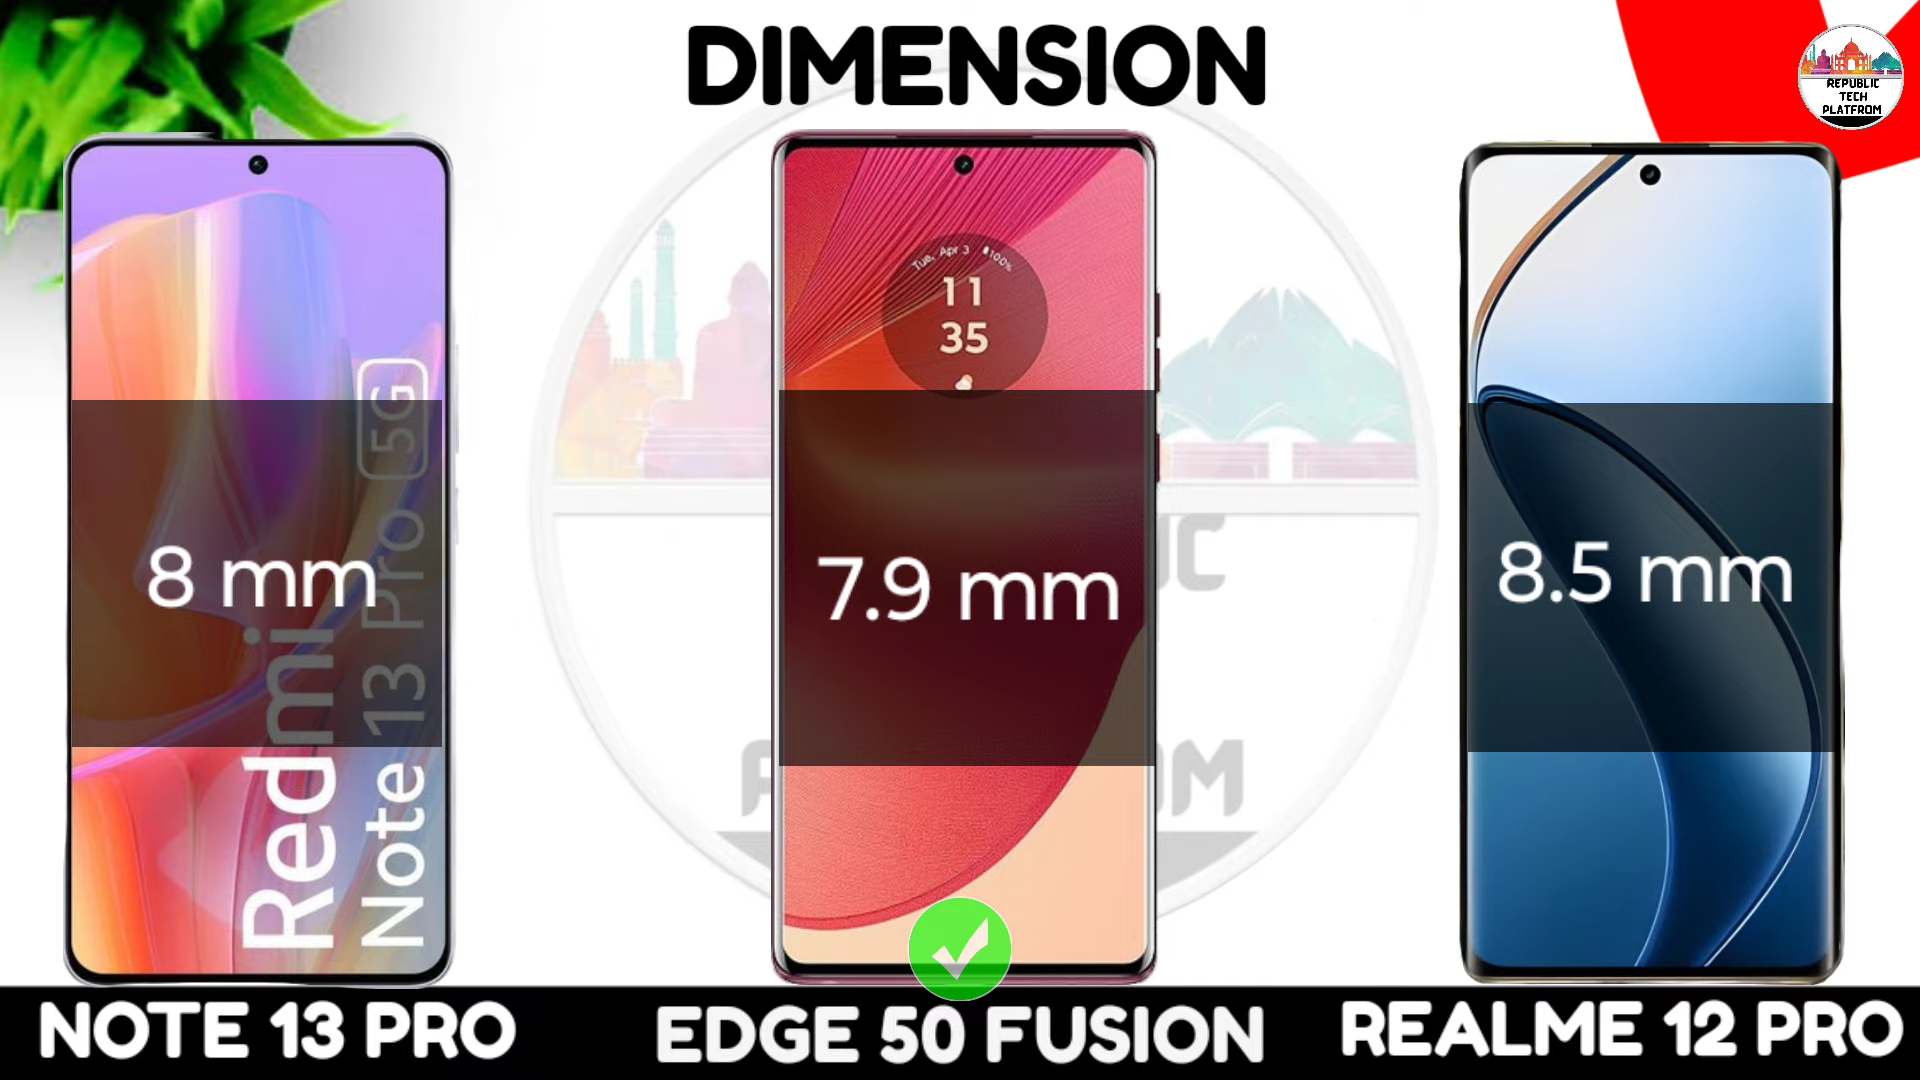 DIMENSION
REPUBLIC
TECH
PLATFROM
Tue, Apr 3 100%
11
35
8 mm
7.9 mm
8.5 mm
Redmi
Note 13 Pro 5G
NOTE 13 PRO
EDGE 50 FUSION
REALME 12 PRO